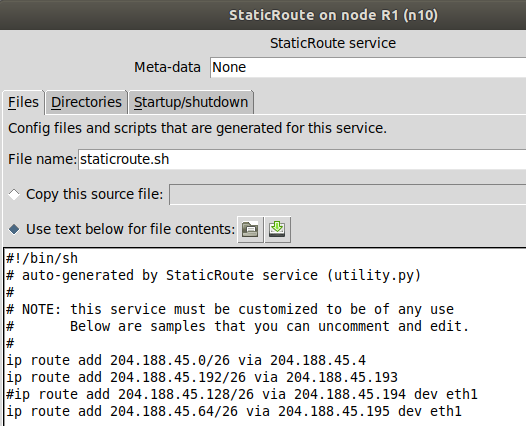 StaticRoute on node R1 (n10)
StaticRoute service
Meta-data None
Files Directories Startup/shutdown
Config files and scripts that are generated for this service.
File name: staticroute.sh
Copy this source file:
Use text below for file contents:
#!/bin/sh
# auto-generated by StaticRoute service (utility.py)
#
# NOTE: this service must be customized to be of any use
#       Below are samples that you can uncomment and edit.
#
ip route add 204.188.45.0/26 via 204.188.45.4
ip route add 204.188.45.192/26 via 204.188.45.193
#ip route add 204.188.45.128/26 via 204.188.45.194 dev eth1
ip route add 204.188.45.64/26 via 204.188.45.195 dev eth1